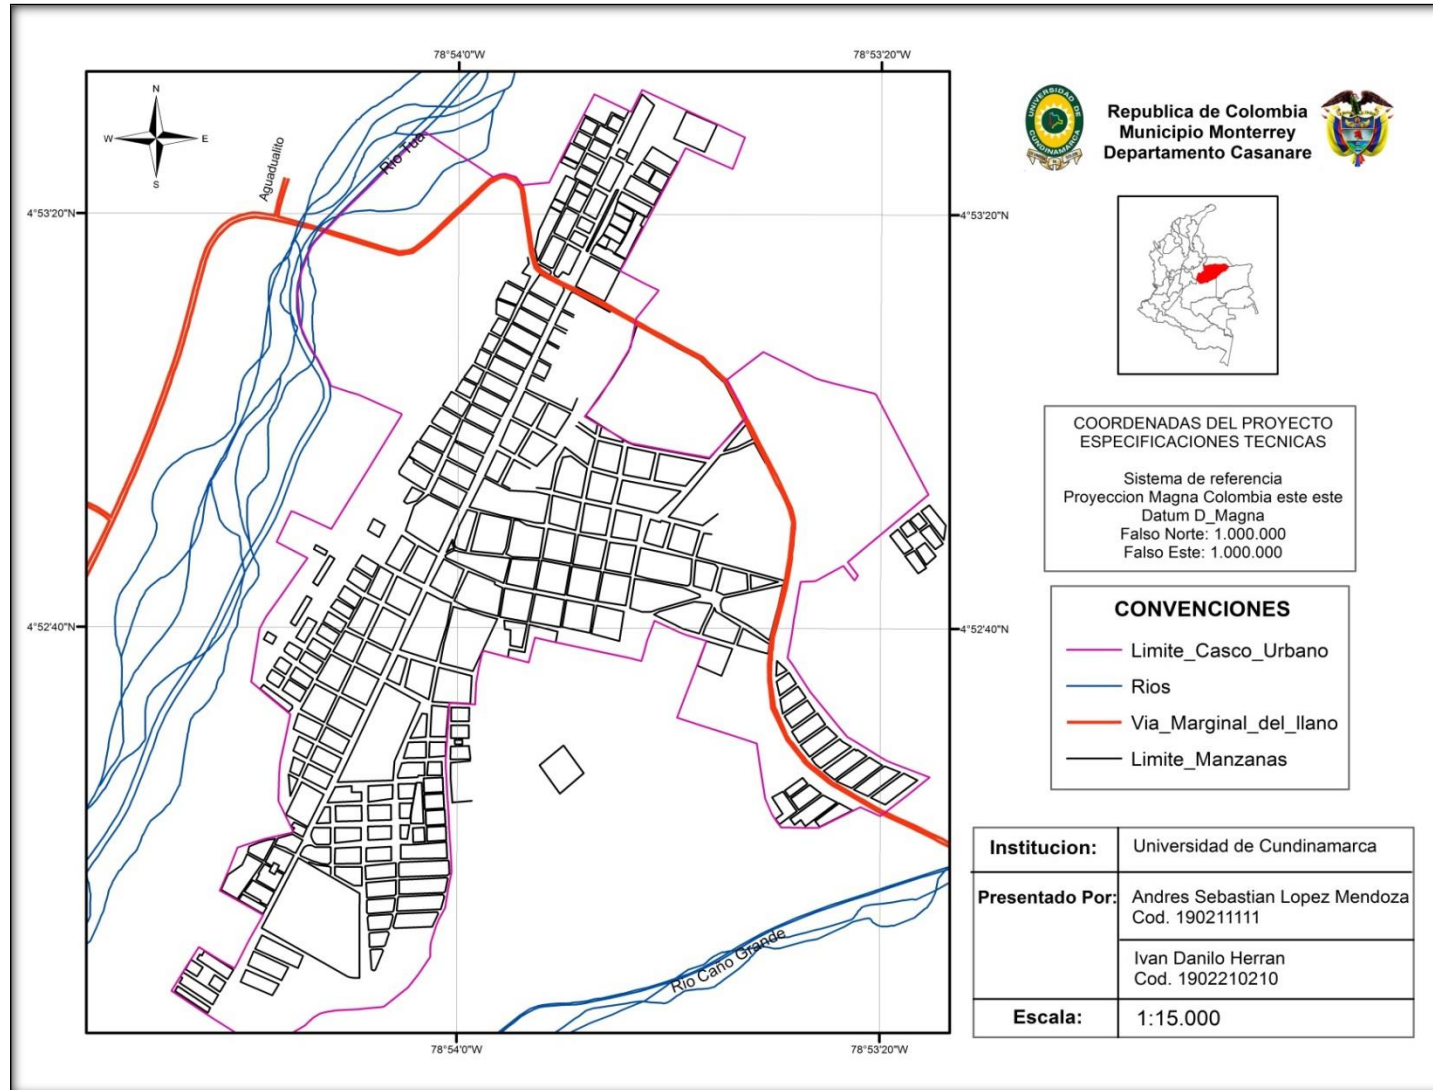 78°54'0"W
78°53'20"W
N
W
E
S
Aguadualito
Rio Tua
4°53'20"N
4°53'20"N
4°52'40"N
4°52'40"N
Rio Caño Grande
78°54'0"W
78°53'20"W
UNIVERSIDAD DE
CUNDINAMARCA
Republica de Colombia
Municipio Monterrey
Departamento Casanare
COORDENADAS DEL PROYECTO
ESPECIFICACIONES TECNICAS
Sistema de referencia
Proyeccion Magna Colombia este este
Datum D_Magna
Falso Norte: 1.000.000
Falso Este: 1.000.000
CONVENCIONES
Limite_Casco_Urbano
Rios
Via_Marginal_del_llano
Limite_Manzanas
Institucion: Universidad de Cundinamarca
Presentado Por: Andres Sebastian Lopez Mendoza
Cod. 190211111
Ivan Danilo Herran
Cod. 1902210210
Escala: 1:15.000